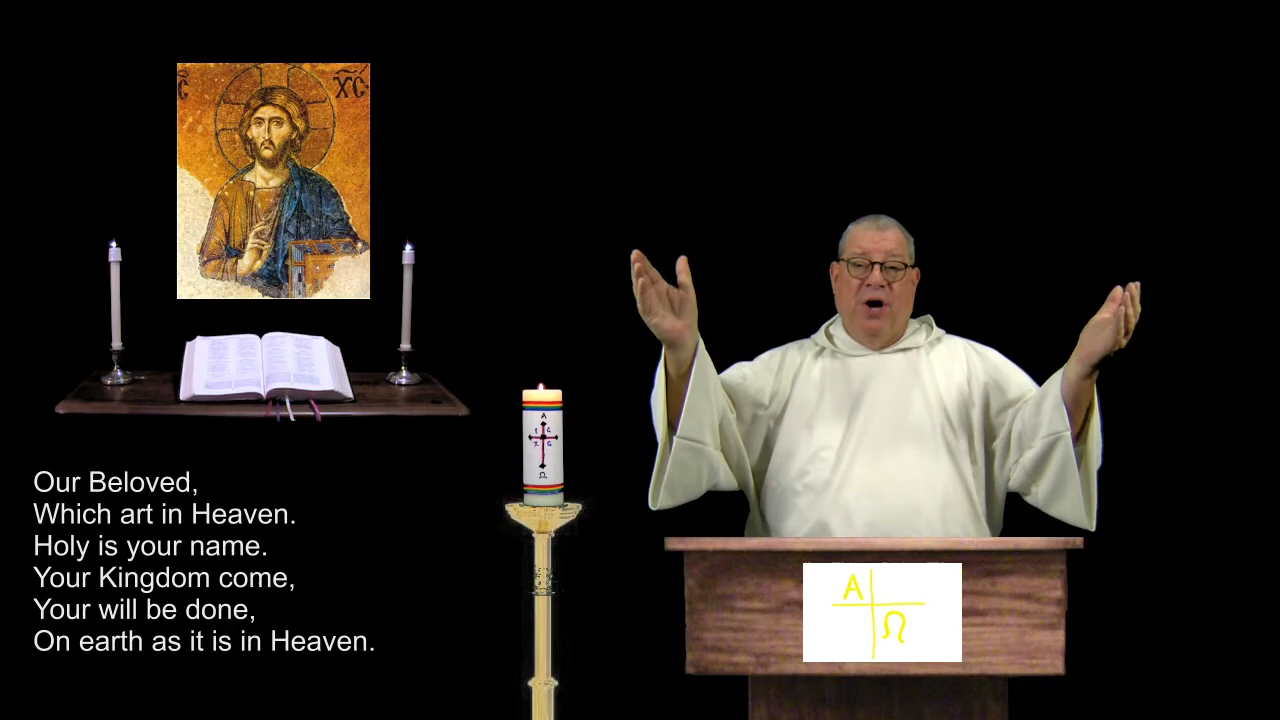 C
XC
A
Ω
Our Beloved,
Which art in Heaven.
Holy is your name.
Your Kingdom come,
Your will be done,
On earth as it is in Heaven.
A
Ω